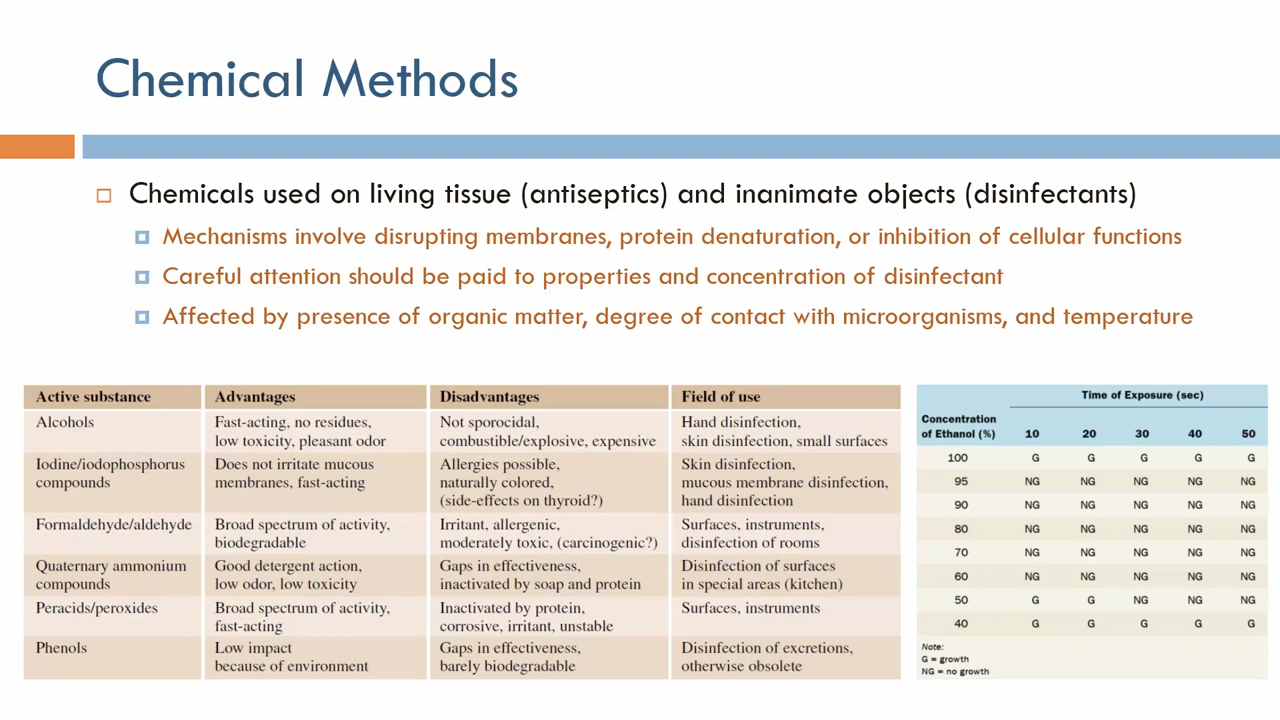 Chemical Methods
Chemicals used on living tissue (antiseptics) and inanimate objects (disinfectants)
Mechanisms involve disrupting membranes, protein denaturation, or inhibition of cellular functions
Careful attention should be paid to properties and concentration of disinfectant
Affected by presence of organic matter, degree of contact with microorganisms, and temperature
Active substance Advantages Disadvantages Field of use
Alcohols Fast-acting, no residues, Not sporocidal, Hand disinfection,
low toxicity, pleasant odor combustible/explosive, expensive skin disinfection, small surfaces
Iodine/iodophosphorus Does not irritate mucous Allergies possible, Skin disinfection,
compounds membranes, fast-acting naturally colored, mucous membrane disinfection,
(side-effects on thyroid?) hand disinfection
Formaldehyde/aldehyde Broad spectrum of activity, Irritant, allergenic, Surfaces, instruments,
biodegradable moderately toxic, (carcinogenic?) disinfection of rooms
Quaternary ammonium Good detergent action, Gaps in effectiveness, Disinfection of surfaces
compounds low odor, low toxicity inactivated by soap and protein in special areas (kitchen)
Peracids/peroxides Broad spectrum of activity, Inactivated by protein, Surfaces, instruments
fast-acting corrosive, irritant, unstable
Phenols Low impact Gaps in effectiveness, Disinfection of excretions,
because of environment barely biodegradable otherwise obsolete
Time of Exposure (sec)
Concentration
of Ethanol (%) 10 20 30 40 50
100 G G G G G
95 NG NG NG NG NG
90 NG NG NG NG NG
80 NG NG NG NG NG
70 NG NG NG NG NG
60 NG NG NG NG NG
50 G G NG NG NG
40 G G G G G
Note:
G = growth
NG = no growth